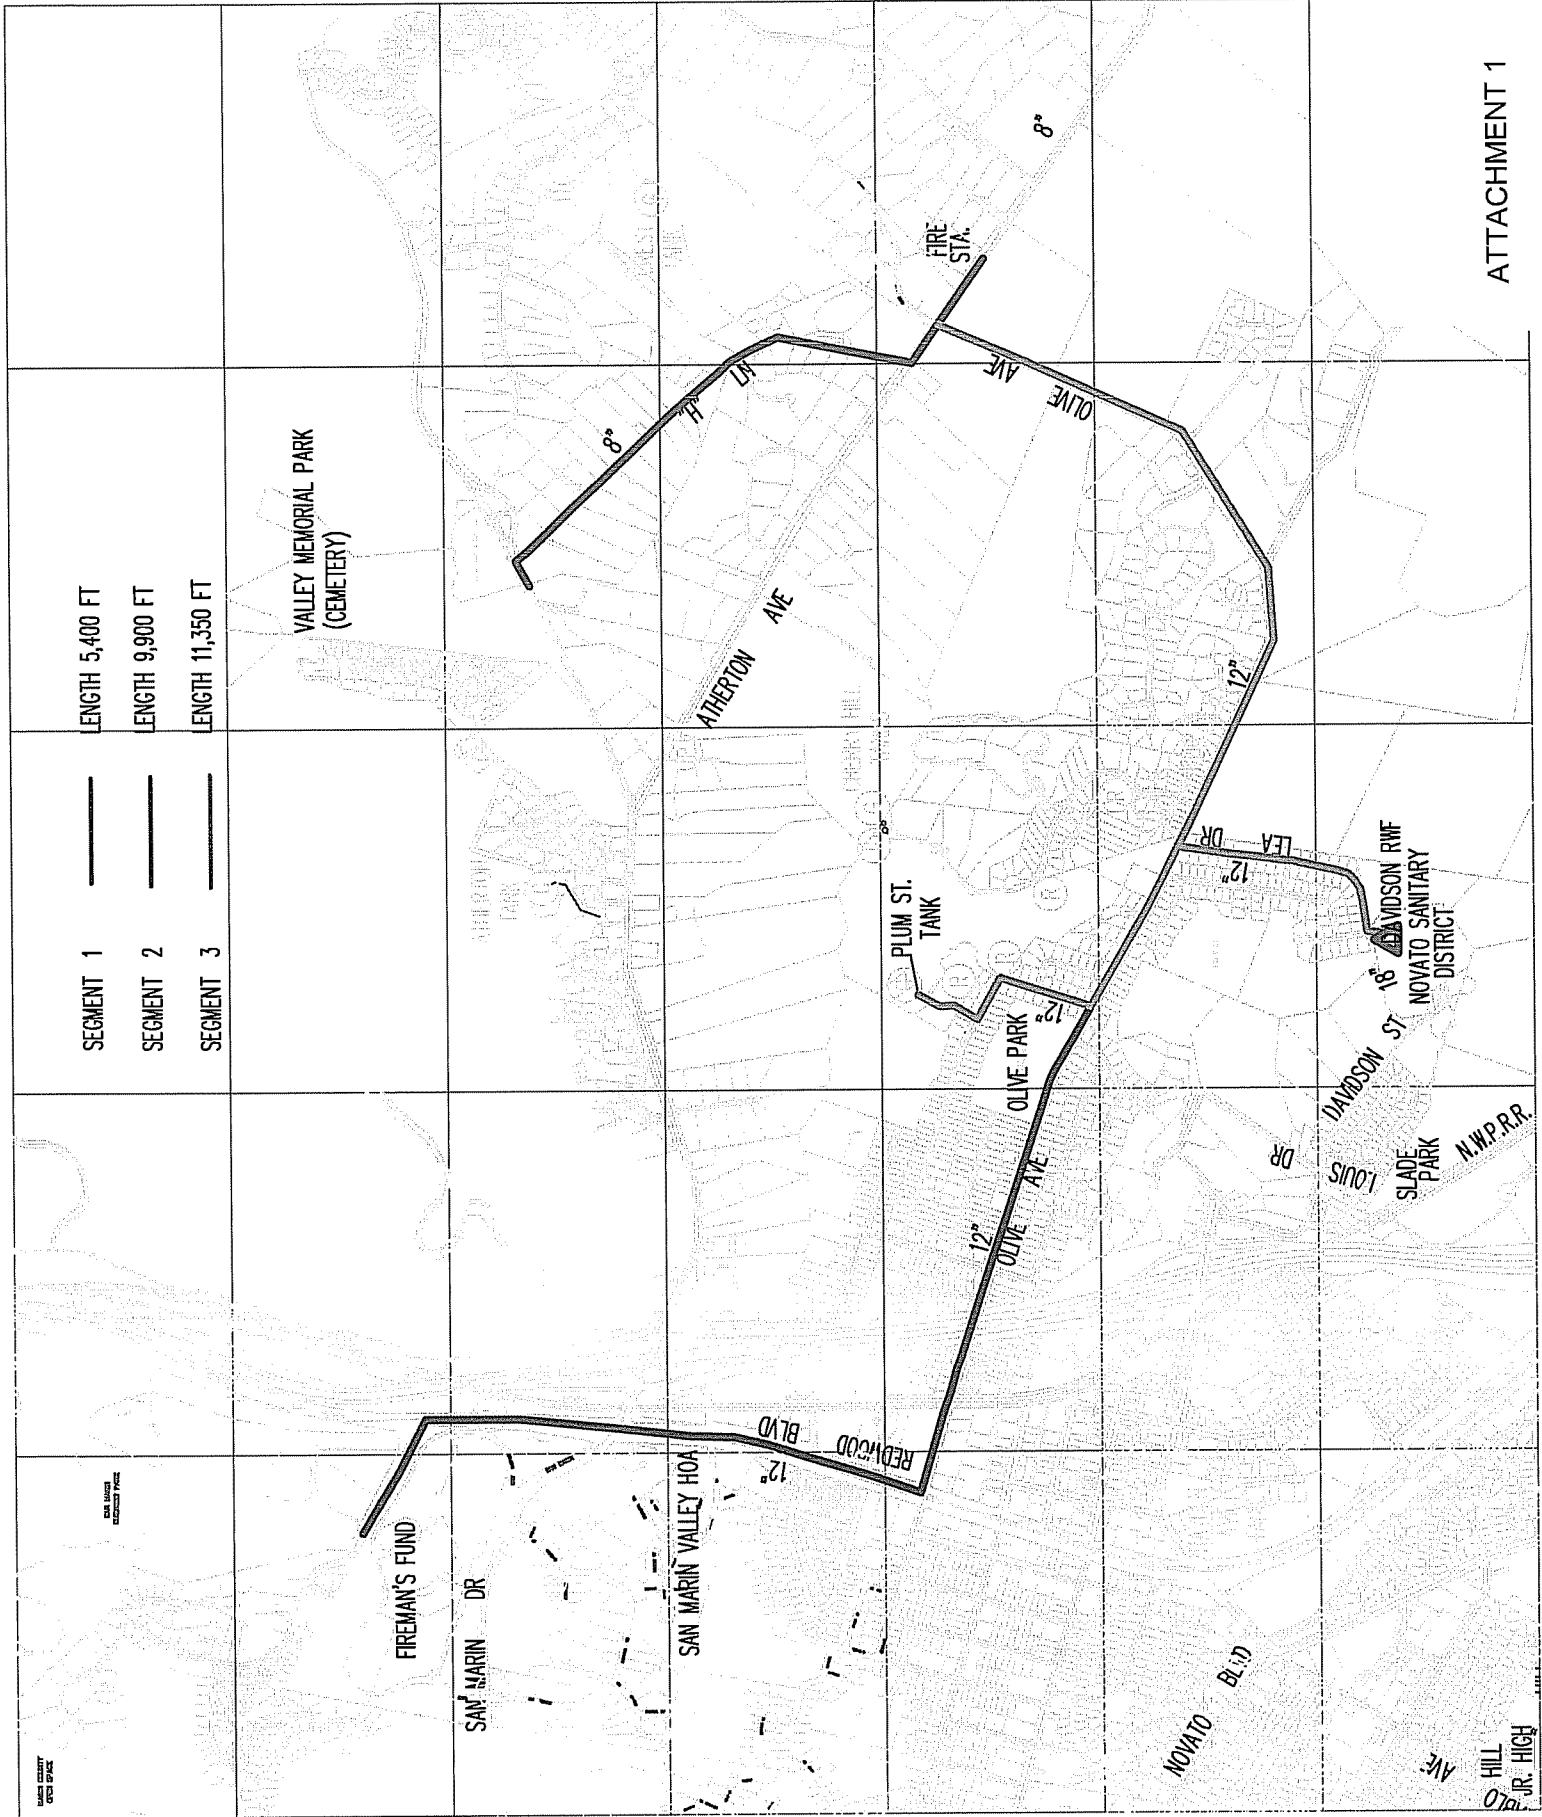 SEGMENT 1 LENGTH 5,400 FT
SEGMENT 2 LENGTH 9,900 FT
SEGMENT 3 LENGTH 11,350 FT
VALLEY MEMORIAL PARK
(CEMETERY)
FIREMAN'S FUND
SAN MARIN DR
SAN MARIN VALLEY HOA
12"
REDWOOD BLVD
ATHERTON AVE
8"
"H" LN
FIRE
STA.
8"
OLIVE AVE
PLUM ST.
TANK
OLIVE PARK
12"
12"
OLIVE AVE
12"
12"
LEA DR
DAVIDSON RWF
NOVATO SANITARY
DISTRICT
18"
DAVIDSON ST
LOUIS DR
SLADE
PARK
N.W.P.R.R.
NOVATO BLVD
AVE
HILL
JR. HIGH
ATTACHMENT 1